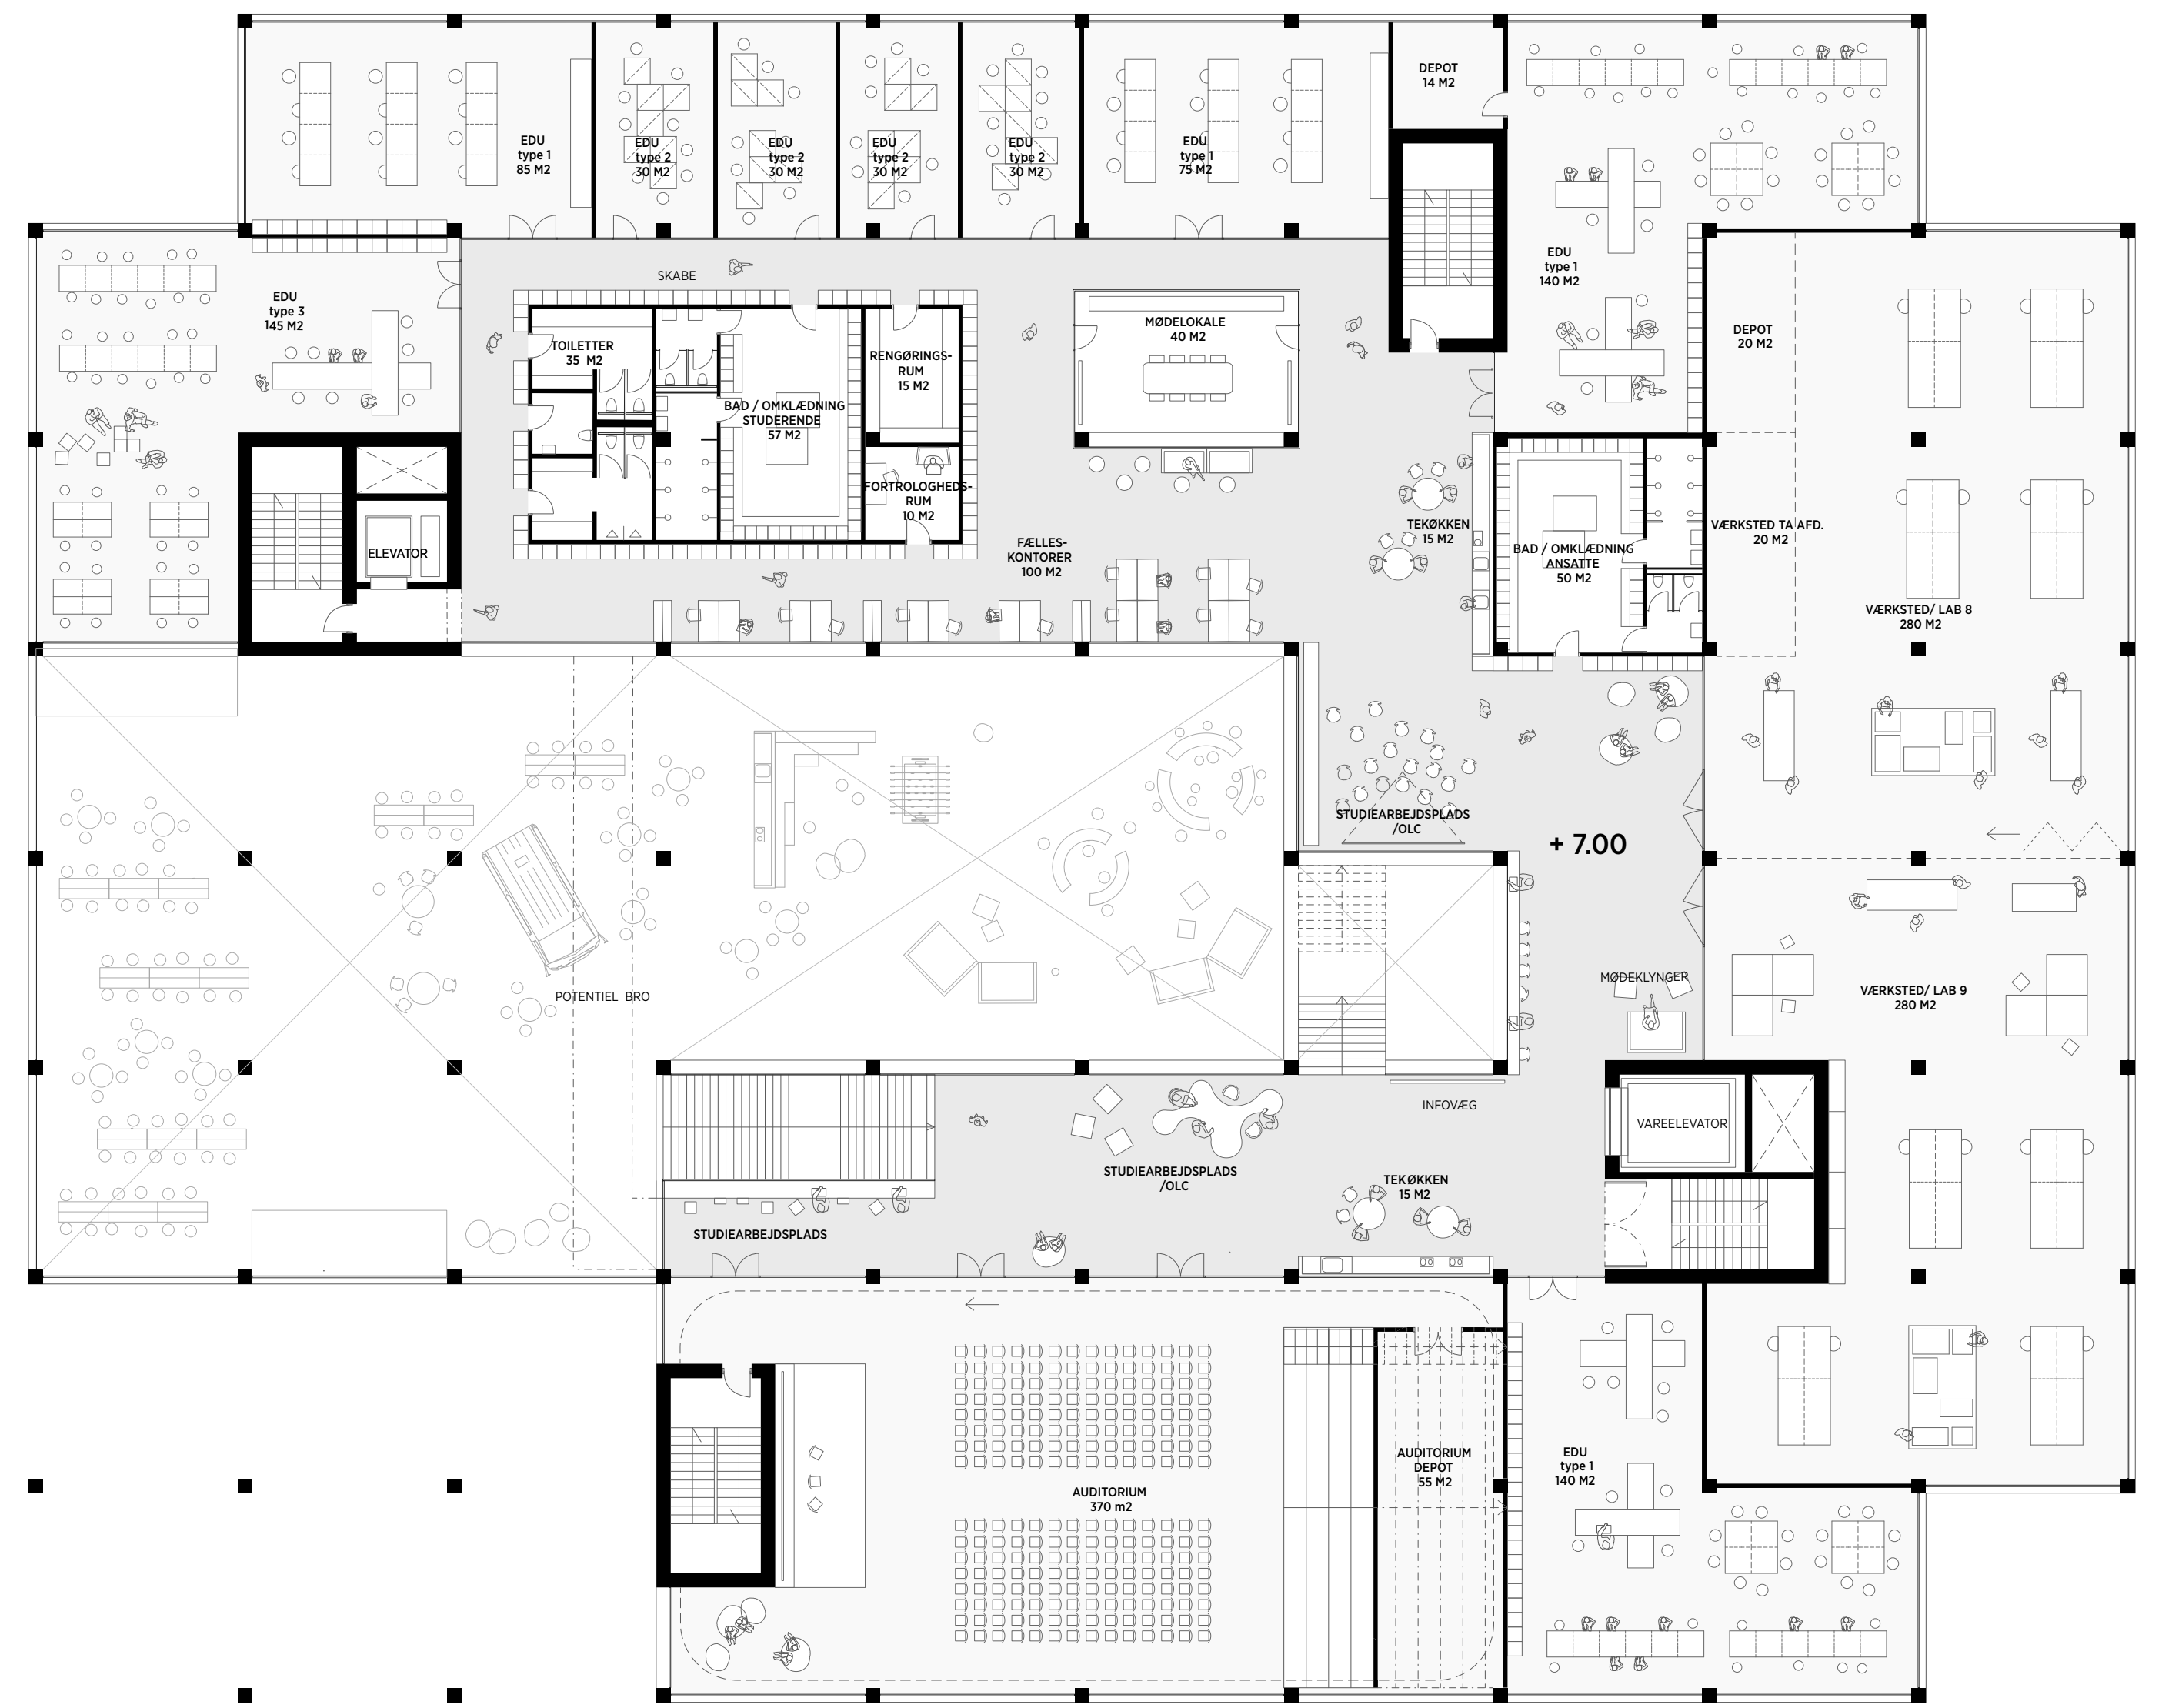 DEPOT
14 M2
EDU
type 1
85 M2
EDU
type 2
30 M2
EDU
type 2
30 M2
EDU
type 2
30 M2
EDU
type 2
30 M2
EDU
type 1
75 M2
SKABE
EDU
type 1
140 M2
EDU
type 3
145 M2
MØDELOKALE
40 M2
DEPOT
20 M2
TOILETTER
35 M2
RENGØRINGS-
RUM
15 M2
BAD / OMKLÆDNING
STUDERENDE
57 M2
FORTROLOGHEDS-
RUM
10 M2
TEKØKKEN
15 M2
VÆRKSTED TA AFD.
20 M2
ELEVATOR
FÆLLES-
KONTORER
100 M2
BAD / OMKLÆDNING
ANSATTE
50 M2
VÆRKSTED/ LAB 8
280 M2
STUDIEARBEJDSPLADS
/OLC
+ 7.00
MØDEKLYNGER
VÆRKSTED/ LAB 9
280 M2
POTENTIEL BRO
INFOVÆG
VAREELEVATOR
STUDIEARBEJDSPLADS
/OLC
TEKØKKEN
15 M2
STUDIEARBEJDSPLADS
AUDITORIUM
DEPOT
55 M2
EDU
type 1
140 M2
AUDITORIUM
370 m2